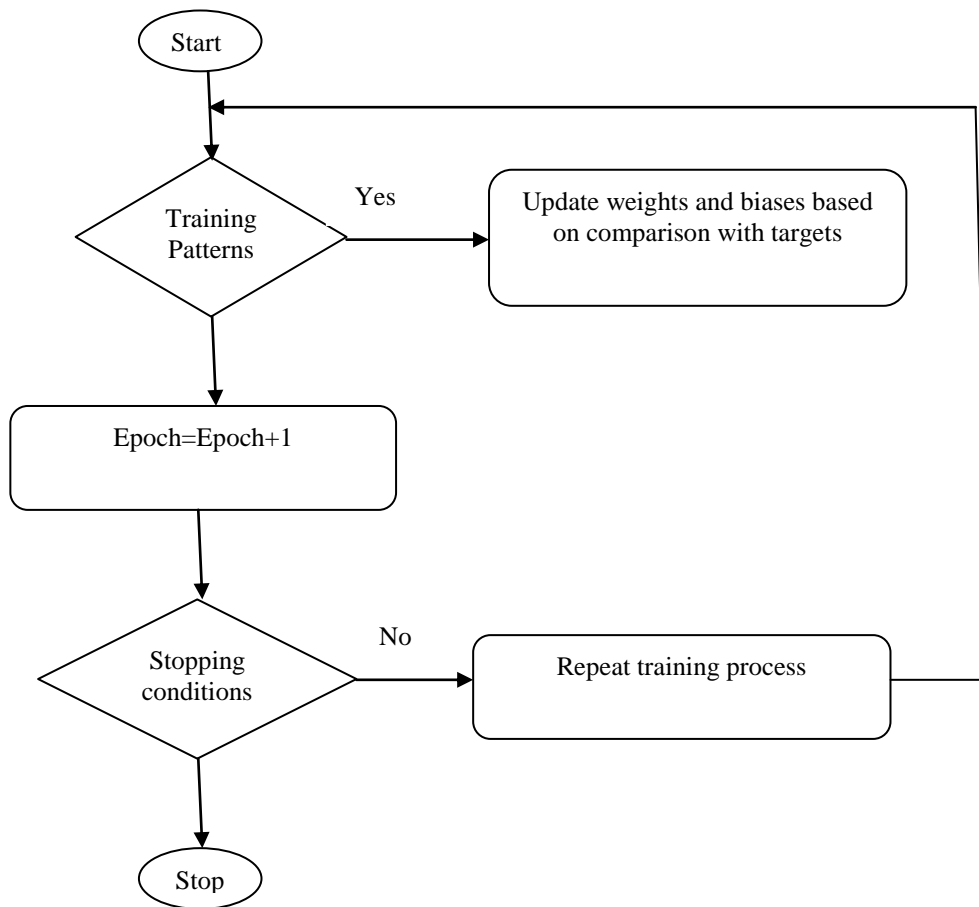 Start
Training
Patterns
Yes
Update weights and biases based
on comparison with targets
Epoch=Epoch+1
Stopping
conditions
No
Repeat training process
Stop